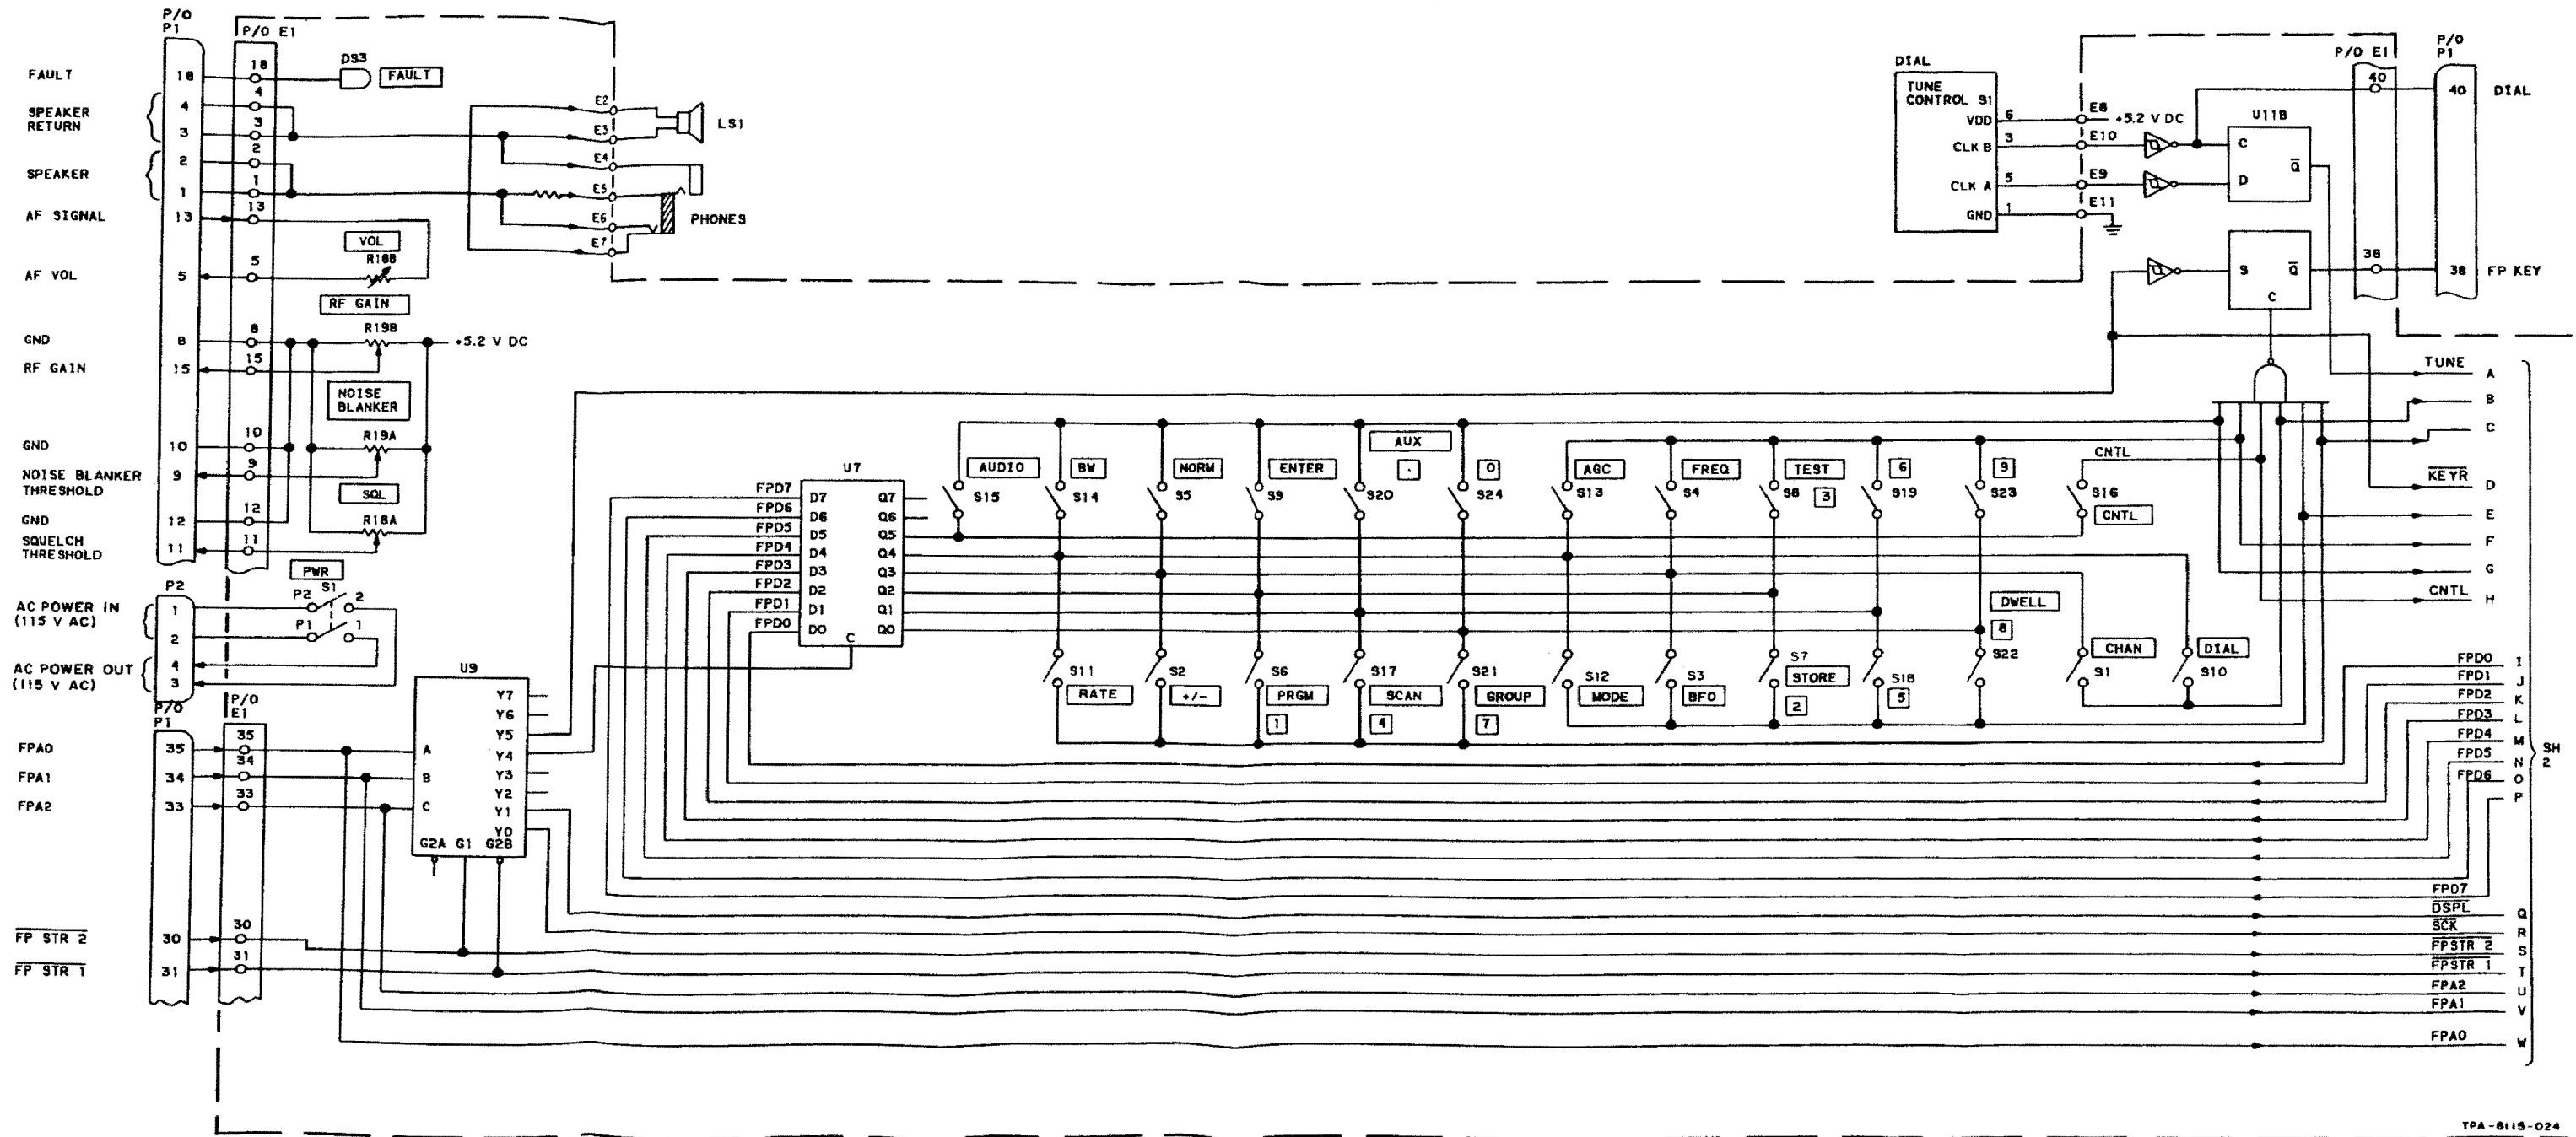 P/O
P1
P/O E1
FAULT
18
18
DS3
FAULT
SPEAKER
RETURN
4
4
3
3
SPEAKER
2
2
1
1
AF SIGNAL
13
13
VOL
R18B
AF VOL
5
5
RF GAIN
GND
8
8
R19B
+5.2 V DC
RF GAIN
15
15
NOISE
BLANKER
GND
10
10
R19A
NOISE BLANKER
THRESHOLD
9
9
SQL
GND
12
12
R18A
SQUELCH
THRESHOLD
11
11
E2
E3
E4
E5
E6
E7
LS1
PHONES
PWR
P2
AC POWER IN
(115 V AC)
1
2
P2
S1
2
P1
1
AC POWER OUT
(115 V AC)
4
3
P/O
P1
P/O
E1
FPA0
35
35
FPA1
34
34
FPA2
33
33
FP STR 2
30
30
FP STR 1
31
31
U9
A
B
C
Y7
Y6
Y5
Y4
Y3
Y2
Y1
Y0
G2A G1 G2B
U7
FPD7
FPD6
FPD5
FPD4
FPD3
FPD2
FPD1
FPD0
D7
D6
D5
D4
D3
D2
D1
D0
C
Q7
Q6
Q5
Q4
Q3
Q2
Q1
Q0
AUDIO
S15
BW
S14
NORM
S5
ENTER
S9
AUX
.
S20
0
S24
AGC
S13
FREQ
S4
TEST
S8
3
6
S19
9
S23
CNTL
S16
CNTL
S11
RATE
S2
+/-
S6
PRGM
1
S17
SCAN
4
S21
GROUP
7
S12
MODE
S3
BFO
S7
STORE
2
S18
5
DWELL
8
S22
CHAN
S1
DIAL
S10
DIAL
TUNE
CONTROL S1
VDD
6
E8
+5.2 V DC
CLK B
3
E10
CLK A
5
E9
GND
1
E11
U11B
C
D
Q
S
Q
C
P/O E1
P/O
P1
40
40
DIAL
38
38
FP KEY
TUNE
A
B
C
KEYR
D
E
F
G
CNTL
H
FPD0
I
FPD1
J
FPD2
K
FPD3
L
FPD4
M
FPD5
N
FPD6
O
P
FPD7
DSPL
Q
SCK
R
FPSTR 2
S
FPSTR 1
T
FPA2
U
FPA1
V
FPA0
W
SH
2
TPA-8115-024